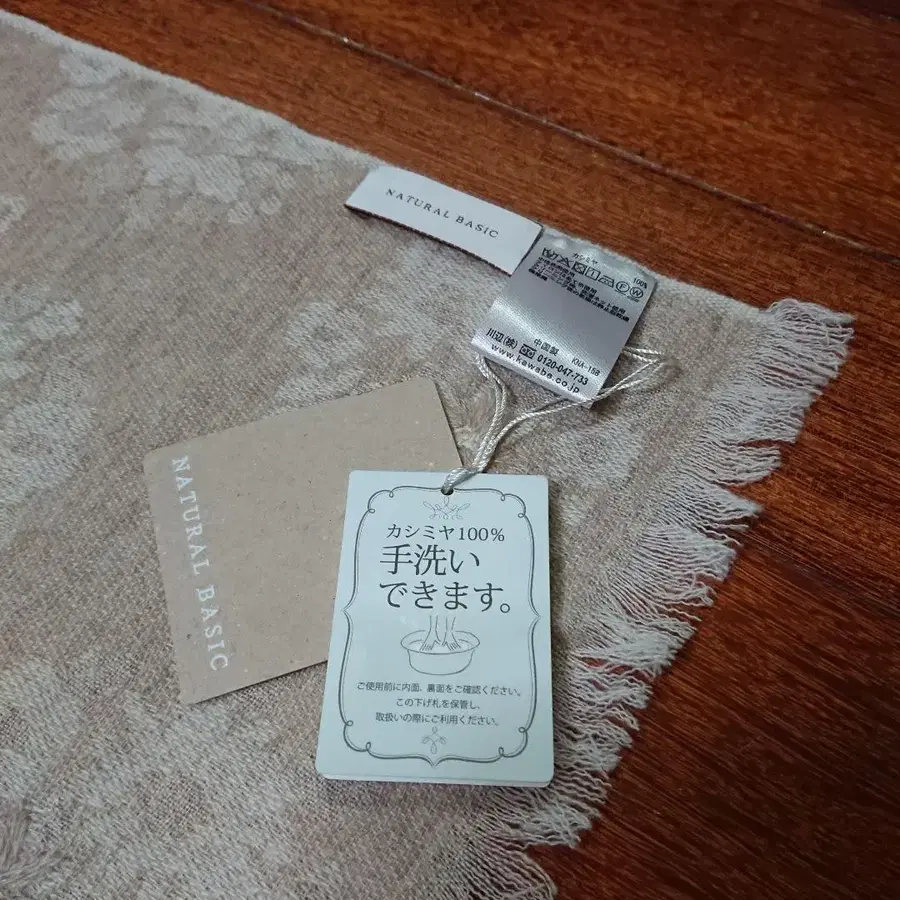 NATURAL BASIC
カシミヤ
100%
川辺(株)
中国製
KNA-158
0120-047-733
www.kawabe.co.jp
NATURAL BASIC
カシミヤ100%
手洗い
できます。
ご使用前に内面、裏面をご確認ください。
この下げ札を保管し、
取扱いの際にご利用ください。